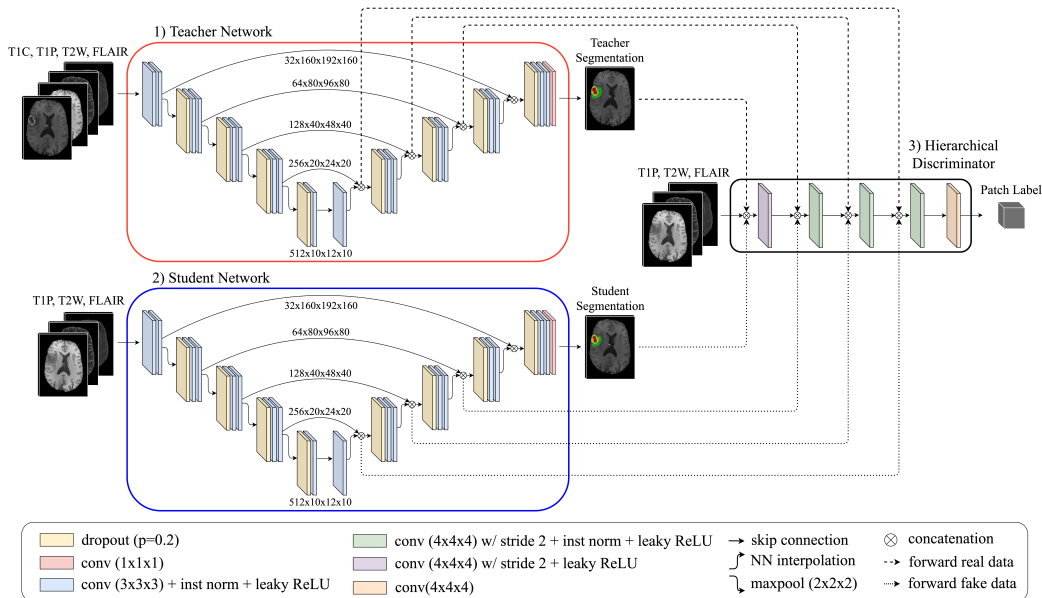 1) Teacher Network
T1C, T1P, T2W, FLAIR
32x160x192x160
64x80x96x80
128x40x48x40
256x20x24x20
512x10x12x10
Teacher
Segmentation
3) Hierarchical
Discriminator
T1P, T2W, FLAIR
Patch Label
2) Student Network
T1P, T2W, FLAIR
32x160x192x160
64x80x96x80
128x40x48x40
256x20x24x20
512x10x12x10
Student
Segmentation
dropout (p=0.2)
conv (1x1x1)
conv (3x3x3) + inst norm + leaky ReLU
conv (4x4x4) w/ stride 2 + inst norm + leaky ReLU
conv (4x4x4) w/ stride 2 + leaky ReLU
conv(4x4x4)
skip connection
NN interpolation
maxpool (2x2x2)
concatenation
forward real data
forward fake data